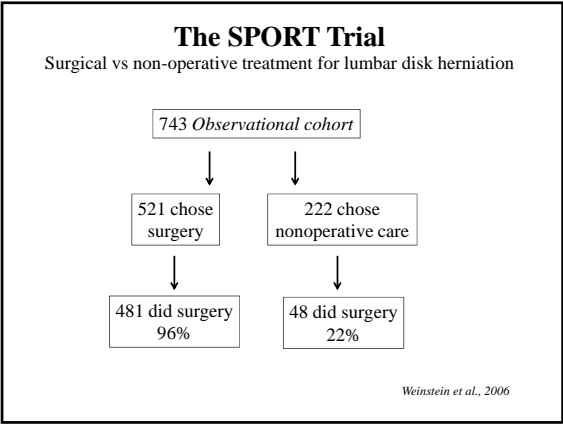 The SPORT Trial
Surgical vs non-operative treatment for lumbar disk herniation
743 Observational cohort
521 chose
surgery
222 chose
nonoperative care
481 did surgery
96%
48 did surgery
22%
Weinstein et al., 2006